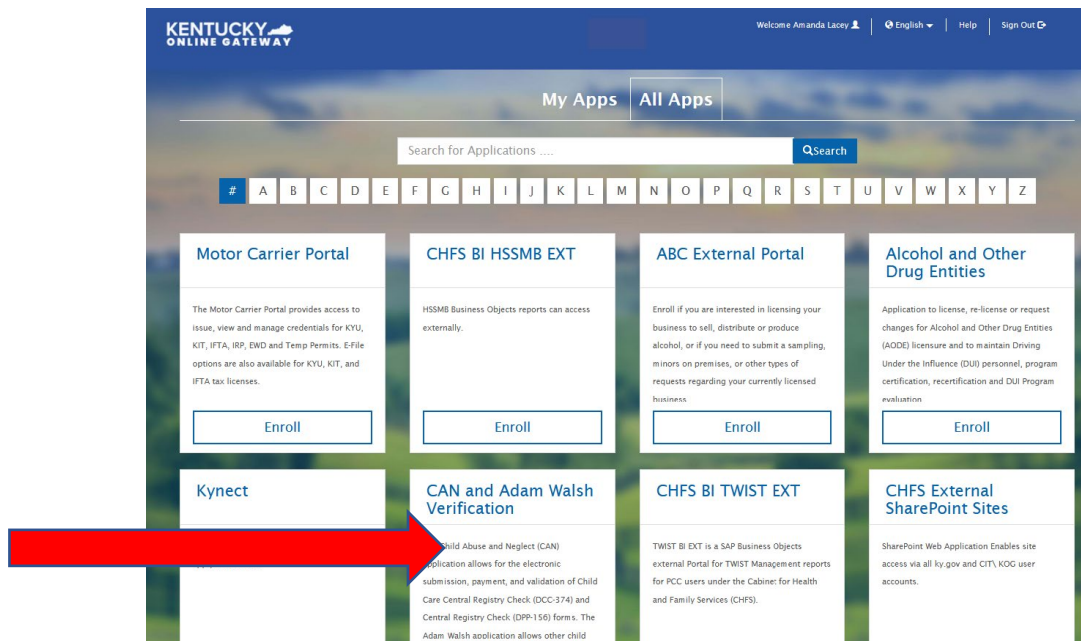 KENTUCKY
ONLINE GATEWAY
Welcome Amanda Lacey
English
Help
Sign Out
My Apps
All Apps
Search for Applications ....
Search
# A B C D E F G H I J K L M N O P Q R S T U V W X Y Z
Motor Carrier Portal
The Motor Carrier Portal provides access to
issue, view and manage credentials for KYU,
KIT, IFTA, IRP, EWD and Temp Permits. E-File
options are also available for KYU, KIT, and
IFTA tax licenses.
Enroll
CHFS BI HSSMB EXT
HSSMB Business Objects reports can access
externally.
Enroll
ABC External Portal
Enroll if you are interested in licensing your
business to sell, distribute or produce
alcohol, or if you need to submit a sampling,
minors on premises, or other types of
requests regarding your currently licensed
business
Enroll
Alcohol and Other
Drug Entities
Application to license, re-license or request
changes for Alcohol and Other Drug Entities
(AODE) licensure and to maintain Driving
Under the Influence (DUI) personnel, program
certification, recertification and DUI Program
evaluation
Enroll
Kynect
CAN and Adam Walsh
Verification
Child Abuse and Neglect (CAN)
application allows for the electronic
submission, payment, and validation of Child
Care Central Registry Check (DCC-374) and
Central Registry Check (DPP-156) forms. The
Adam Walsh application allows other child
CHFS BI TWIST EXT
TWIST BI EXT is a SAP Business Objects
external Portal for TWIST Management reports
for PCC users under the Cabinet for Health
and Family Services (CHFS).
CHFS External
SharePoint Sites
SharePoint Web Application Enables site
access via all ky.gov and CIT\ KOG user
accounts.